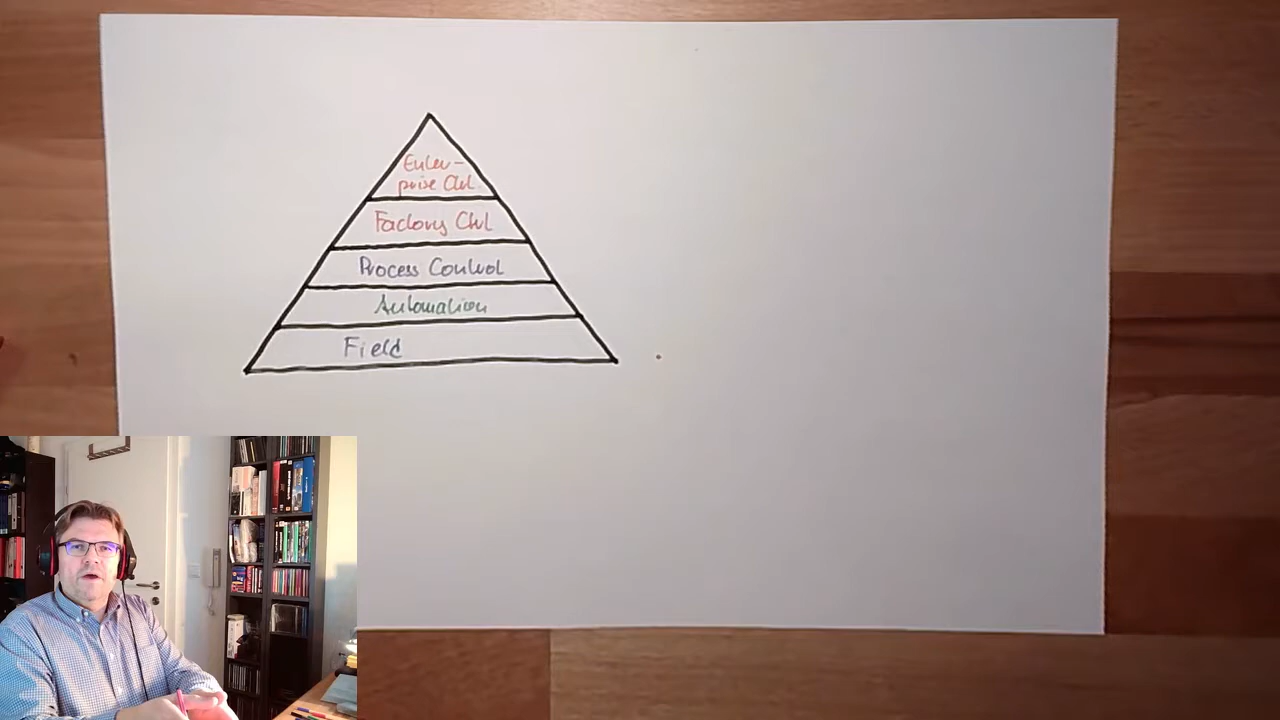 Enter-
prise Ctrl.
Factory Ctrl
Process Control
Automation
Field